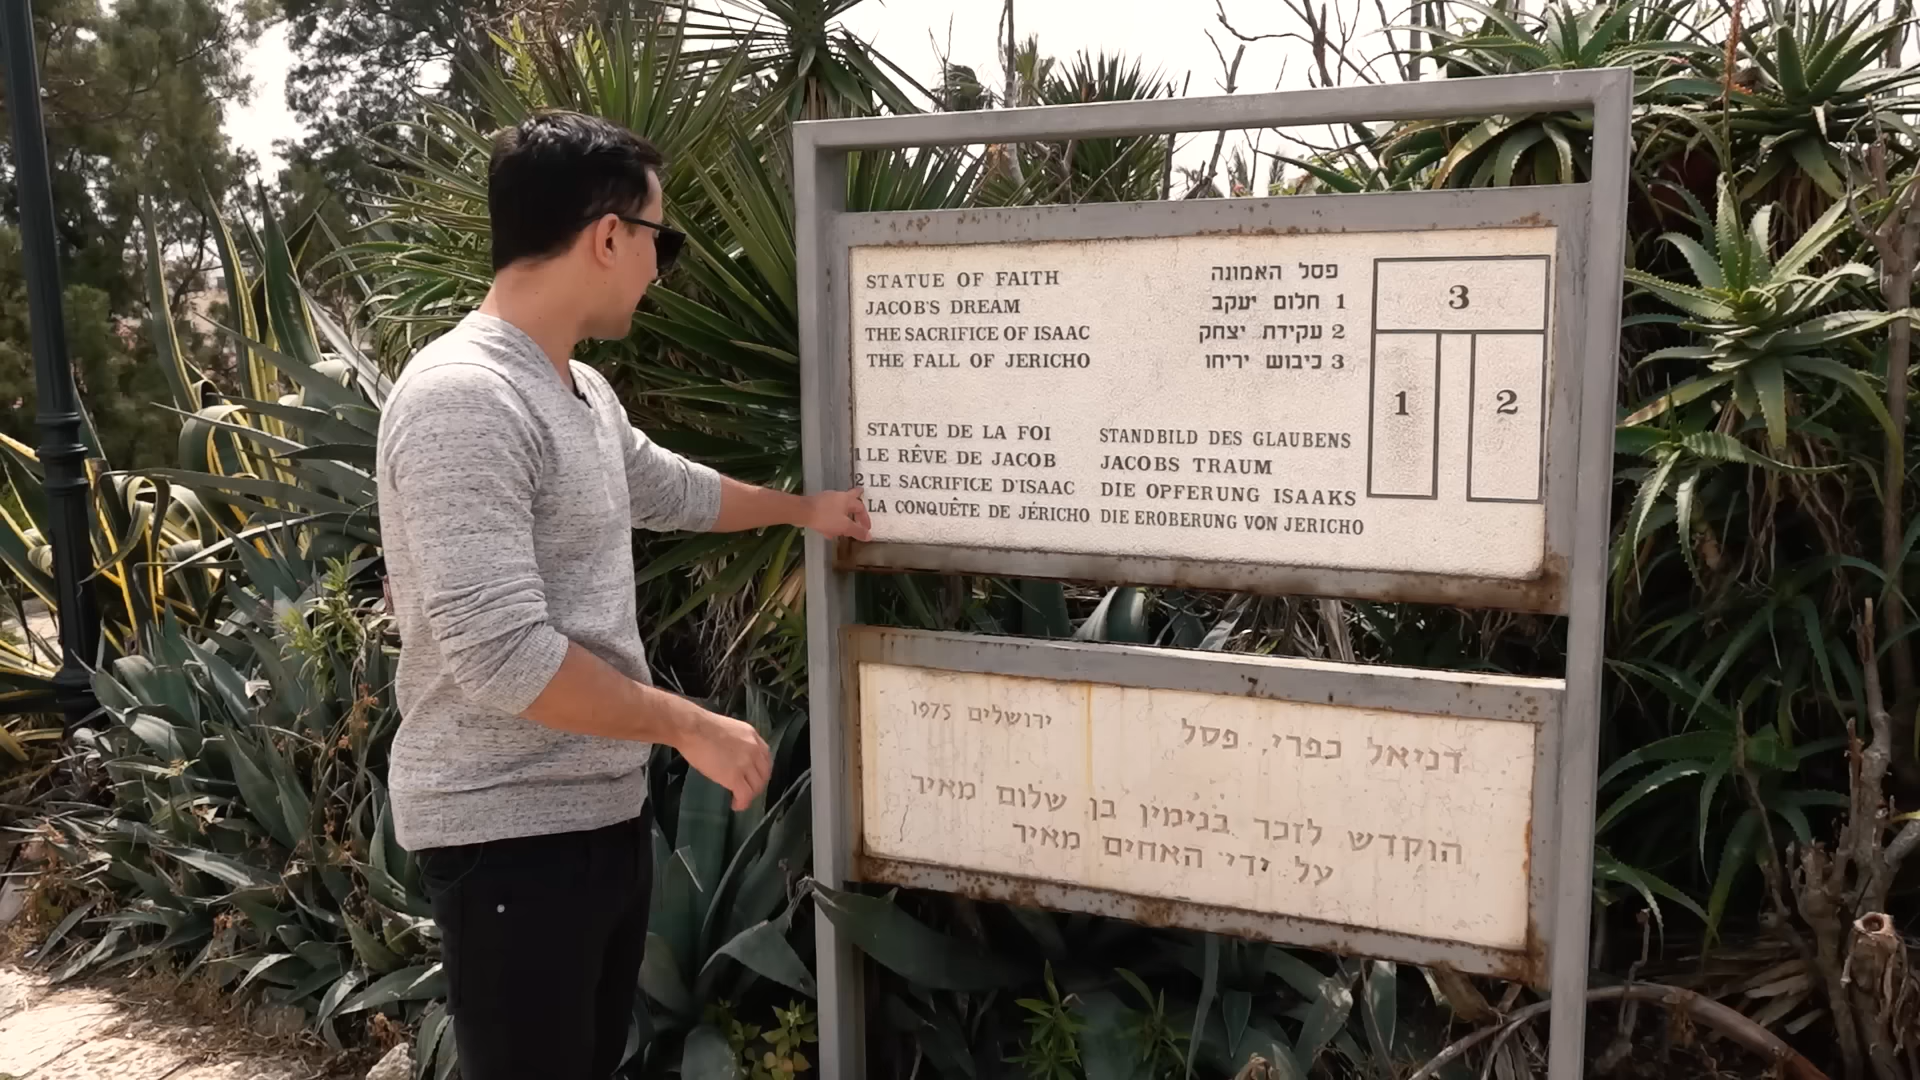 STATUE OF FAITH
JACOB'S DREAM
THE SACRIFICE OF ISAAC
THE FALL OF JERICHO
פסל האמונה
1 חלום יעקב
2 עקידת יצחק
3 כיבוש יריחו
3
1
2
STATUE DE LA FOI
1 LE RÊVE DE JACOB
2 LE SACRIFICE D'ISAAC
LA CONQUÊTE DE JÉRICHO
STANDBILD DES GLAUBENS
JACOBS TRAUM
DIE OPFERUNG ISAAKS
DIE EROBERUNG VON JERICHO
דניאל כפרי, פסל
ירושלים 1975
הוקדש לזכר בנימין בן שלום מאיר
על ידי האחים מאיר